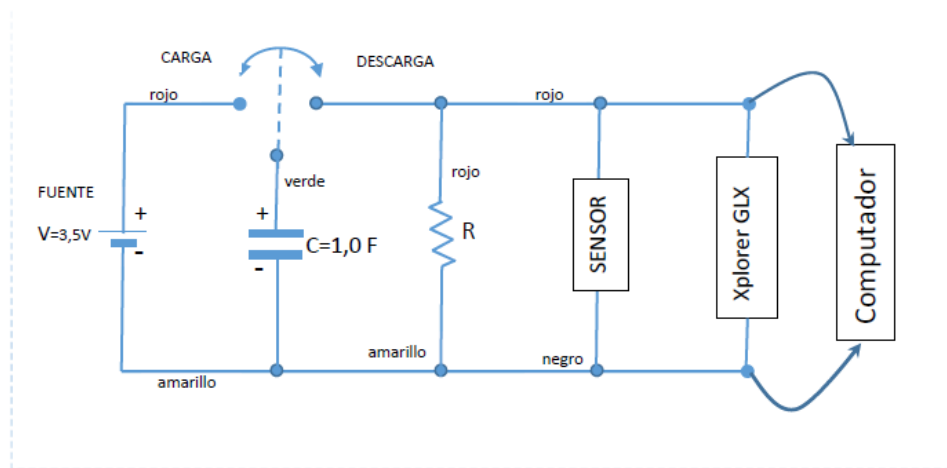 CARGA
DESCARGA
rojo
rojo
FUENTE
V=3,5V
+
-
verde
+
-
C=1,0 F
rojo
R
SENSOR
Xplorer GLX
Computador
amarillo
amarillo
negro